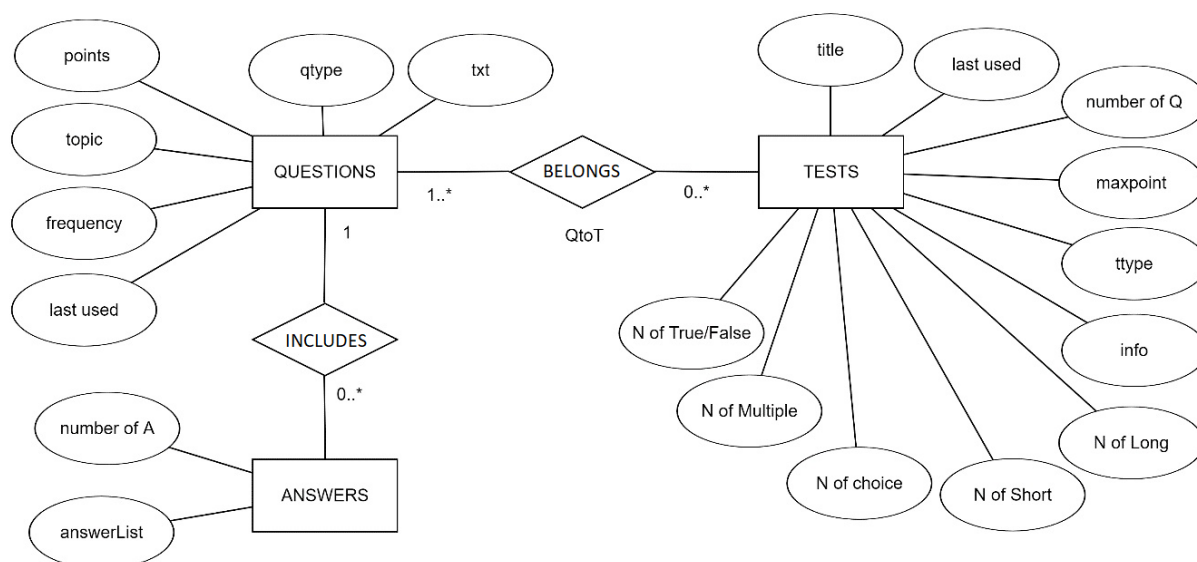 points
qtype
txt
title
last used
number of Q
topic
QUESTIONS
BELONGS
TESTS
maxpoint
1..*
0..*
frequency
1
QtoT
ttype
last used
N of True/False
INCLUDES
info
0..*
N of Multiple
number of A
N of Long
N of choice
N of Short
ANSWERS
answerList